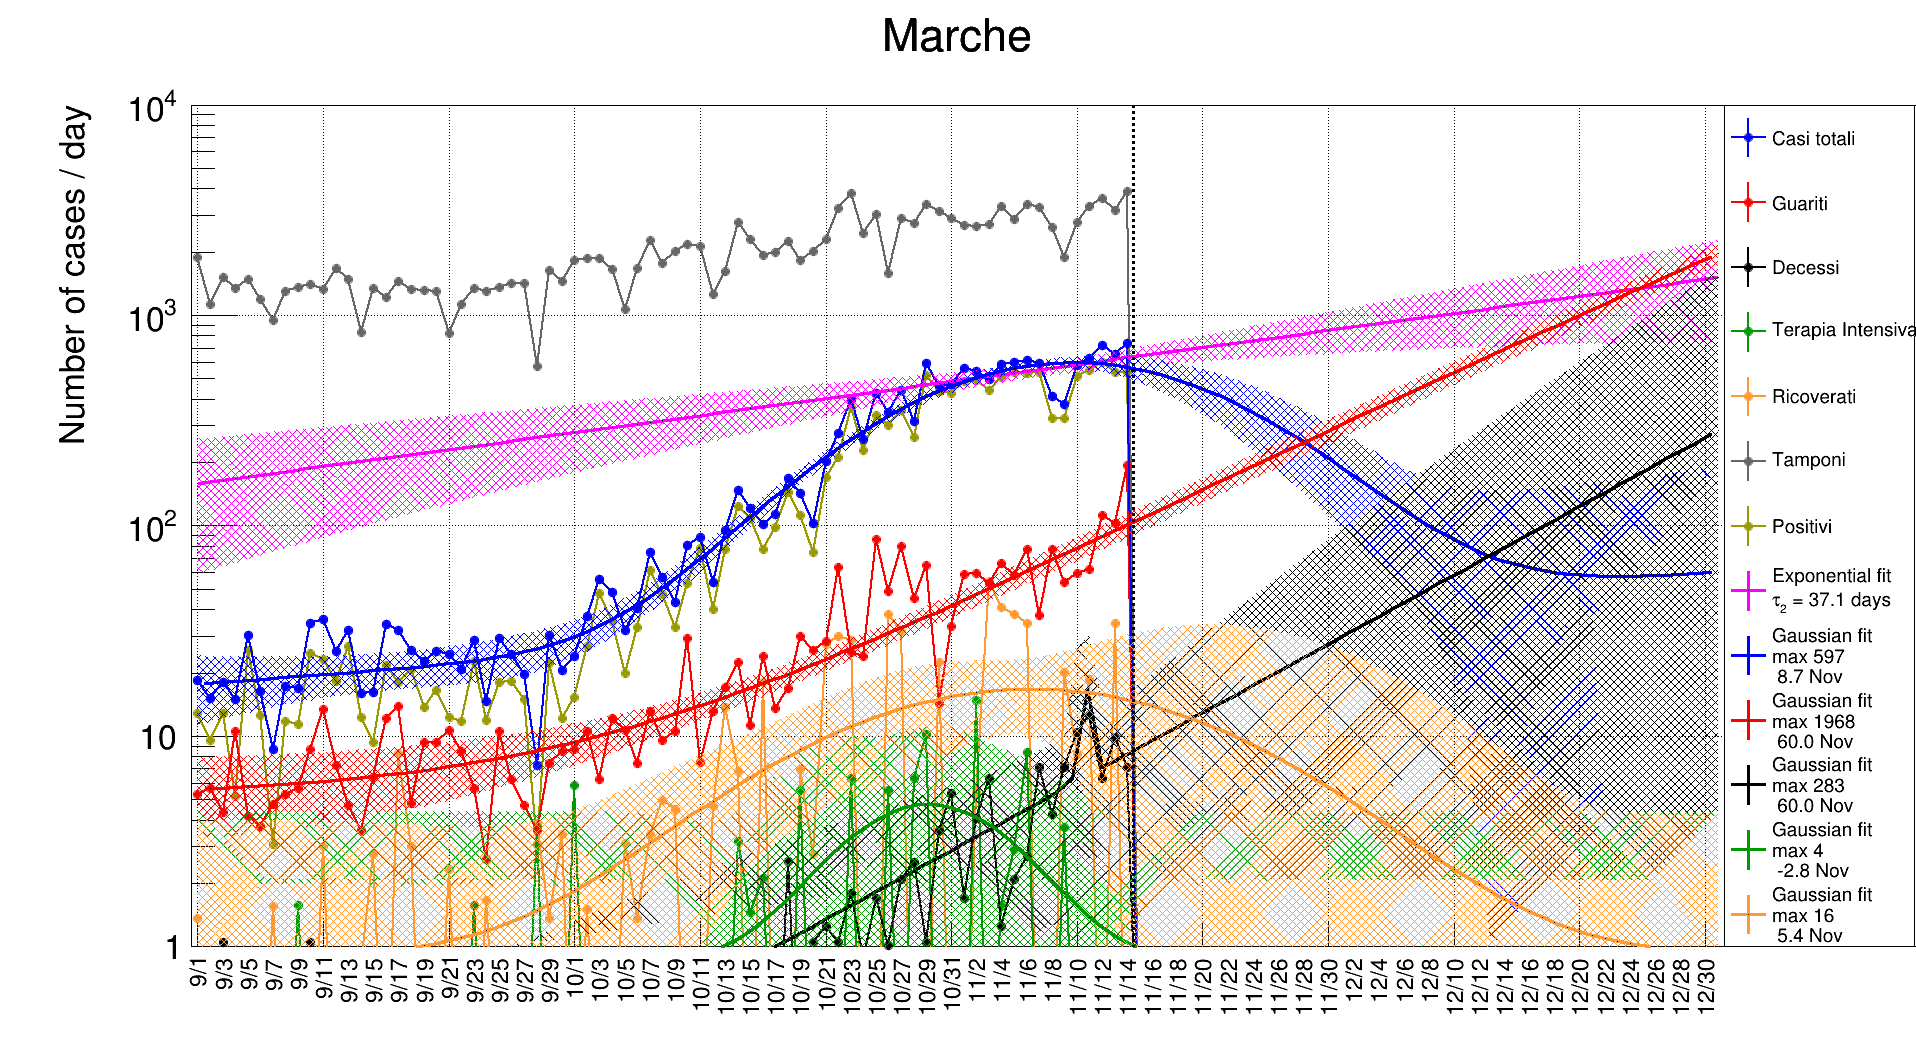 Marche
Number of cases / day
10^4
10^3
10^2
10
1
9/1
9/3
9/5
9/7
9/9
9/11
9/13
9/15
9/17
9/19
9/21
9/23
9/25
9/27
9/29
10/1
10/3
10/5
10/7
10/9
10/11
10/13
10/15
10/17
10/19
10/21
10/23
10/25
10/27
10/29
10/31
11/2
11/4
11/6
11/8
11/10
11/12
11/14
11/16
11/18
11/20
11/22
11/24
11/26
11/28
11/30
12/2
12/4
12/6
12/8
12/10
12/12
12/14
12/16
12/18
12/20
12/22
12/24
12/26
12/28
12/30
Casi totali
Guariti
Decessi
Terapia Intensiva
Ricoverati
Tamponi
Positivi
Exponential fit
τ₂ = 37.1 days
Gaussian fit
max 597
8.7 Nov
Gaussian fit
max 1968
60.0 Nov
Gaussian fit
max 283
60.0 Nov
Gaussian fit
max 4
-2.8 Nov
Gaussian fit
max 16
5.4 Nov